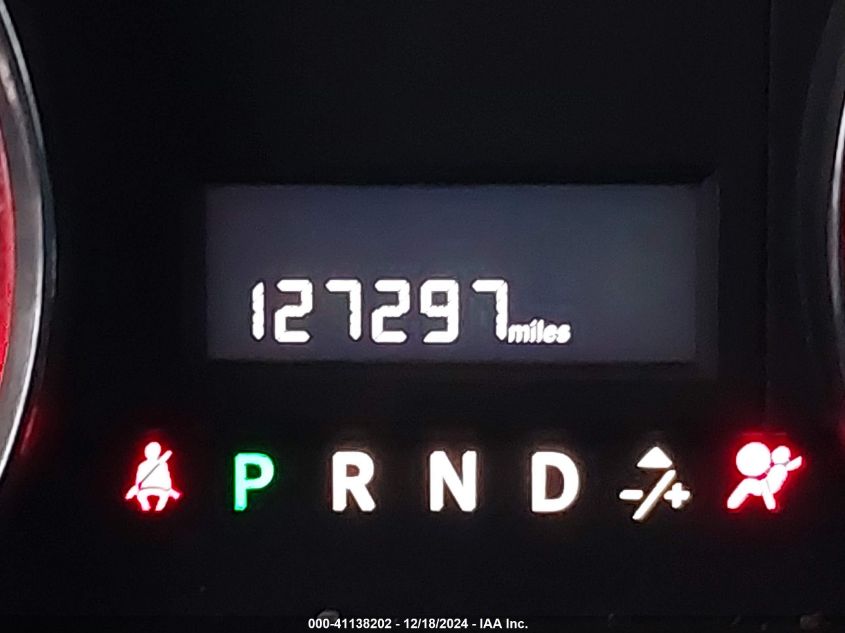 127297 miles
P R N D -/+
000-41138202 - 12/18/2024 - IAA Inc.